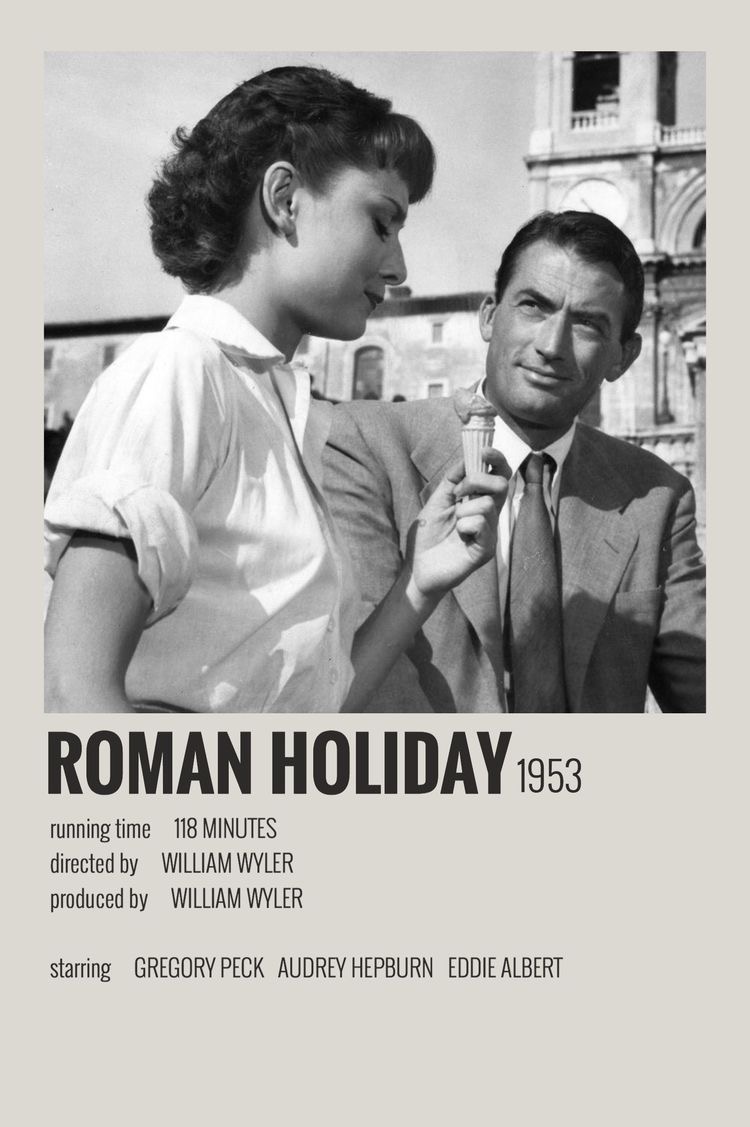 ROMAN HOLIDAY 1953
running time 118 MINUTES
directed by WILLIAM WYLER
produced by WILLIAM WYLER
starring GREGORY PECK AUDREY HEPBURN EDDIE ALBERT